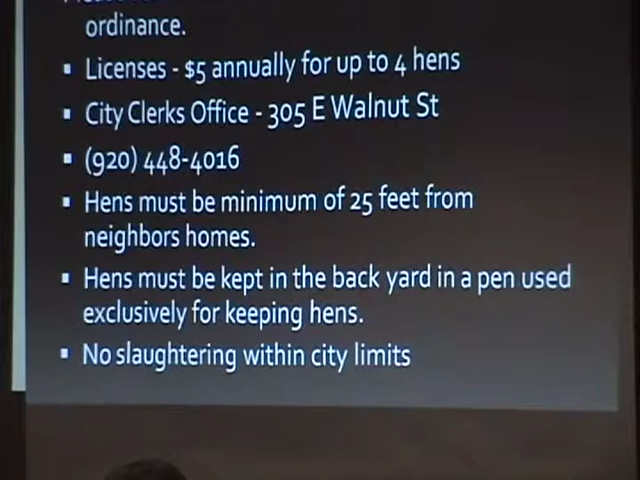 ordinance.
▪ Licenses - $5 annually for up to 4 hens
▪ City Clerks Office - 305 E Walnut St
▪ (920) 448-4016
▪ Hens must be minimum of 25 feet from
neighbors homes.
▪ Hens must be kept in the back yard in a pen used
exclusively for keeping hens.
▪ No slaughtering within city limits